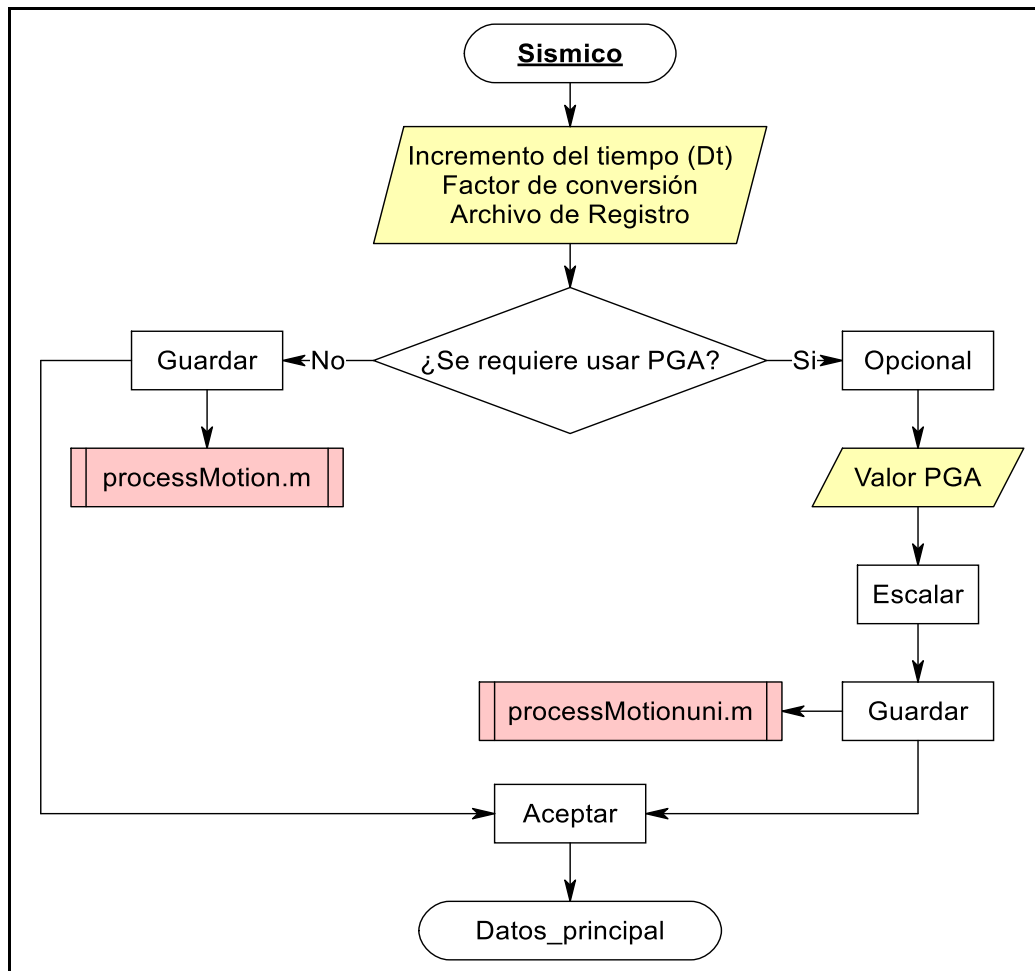 Sismico
Incremento del tiempo (Dt)
Factor de conversión
Archivo de Registro
Guardar
No
¿Se requiere usar PGA?
Si
Opcional
processMotion.m
Valor PGA
Escalar
processMotionuni.m
Guardar
Aceptar
Datos_principal